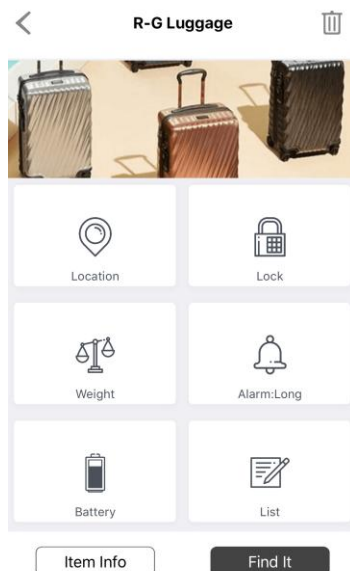 R-G Luggage
Location
Lock
Weight
Alarm:Long
Battery
List
Item Info
Find It